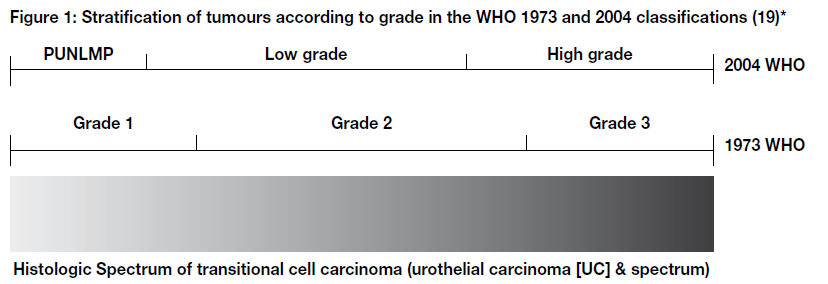 Figure 1: Stratification of tumours according to grade in the WHO 1973 and 2004 classifications (19)*
PUNLMP Low grade High grade 2004 WHO
Grade 1 Grade 2 Grade 3 1973 WHO
Histologic Spectrum of transitional cell carcinoma (urothelial carcinoma [UC] & spectrum)